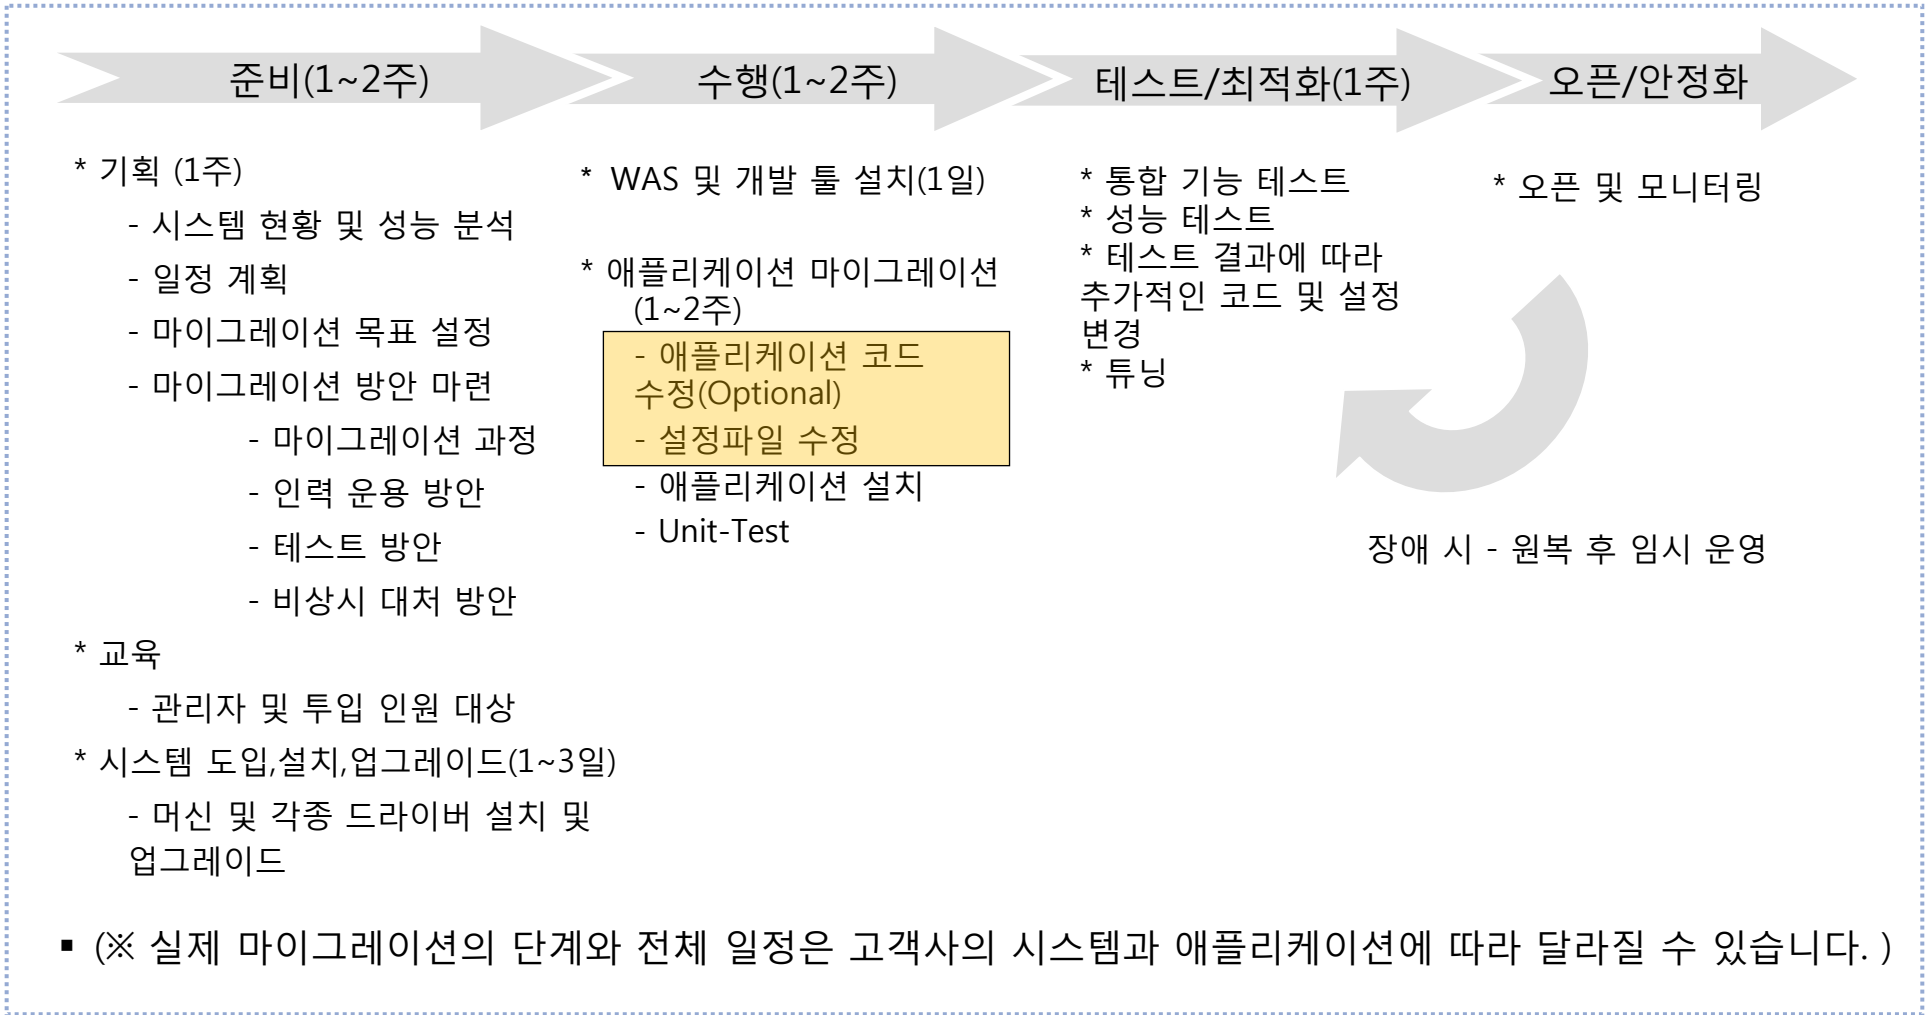 준비(1~2주)
수행(1~2주)
테스트/최적화(1주)
오픈/안정화
* 기획 (1주)
- 시스템 현황 및 성능 분석
- 일정 계획
- 마이그레이션 목표 설정
- 마이그레이션 방안 마련
- 마이그레이션 과정
- 인력 운용 방안
- 테스트 방안
- 비상시 대처 방안
* 교육
- 관리자 및 투입 인원 대상
* 시스템 도입,설치,업그레이드(1~3일)
- 머신 및 각종 드라이버 설치 및
업그레이드
* WAS 및 개발 툴 설치(1일)
* 애플리케이션 마이그레이션
(1~2주)
- 애플리케이션 코드
수정(Optional)
- 설정파일 수정
- 애플리케이션 설치
- Unit-Test
* 통합 기능 테스트
* 성능 테스트
* 테스트 결과에 따라
추가적인 코드 및 설정
변경
* 튜닝
* 오픈 및 모니터링
장애 시 - 원복 후 임시 운영
▪ (※ 실제 마이그레이션의 단계와 전체 일정은 고객사의 시스템과 애플리케이션에 따라 달라질 수 있습니다. )